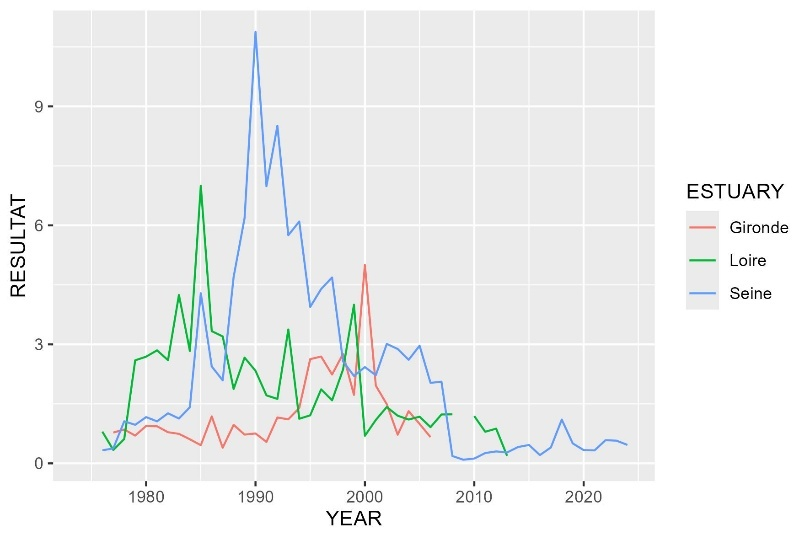 9
6
3
0
RESULTAT
1980 1990 2000 2010 2020
YEAR
ESTUARY
Gironde
Loire
Seine